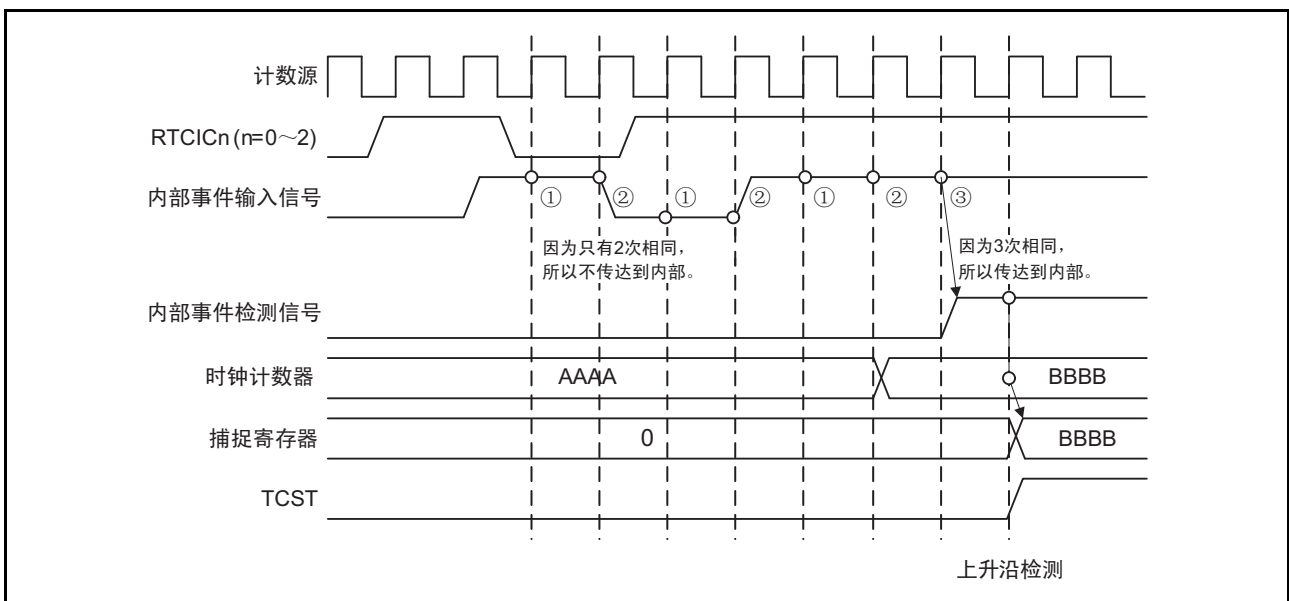 计数源
RTCICn (n=0～2)
内部事件输入信号
① ② ① ② ① ② ③
因为只有2次相同，
所以不传达到内部。
因为3次相同，
所以传达到内部。
内部事件检测信号
时钟计数器 AAAA BBBB
捕捉寄存器 0 BBBB
TCST
上升沿检测